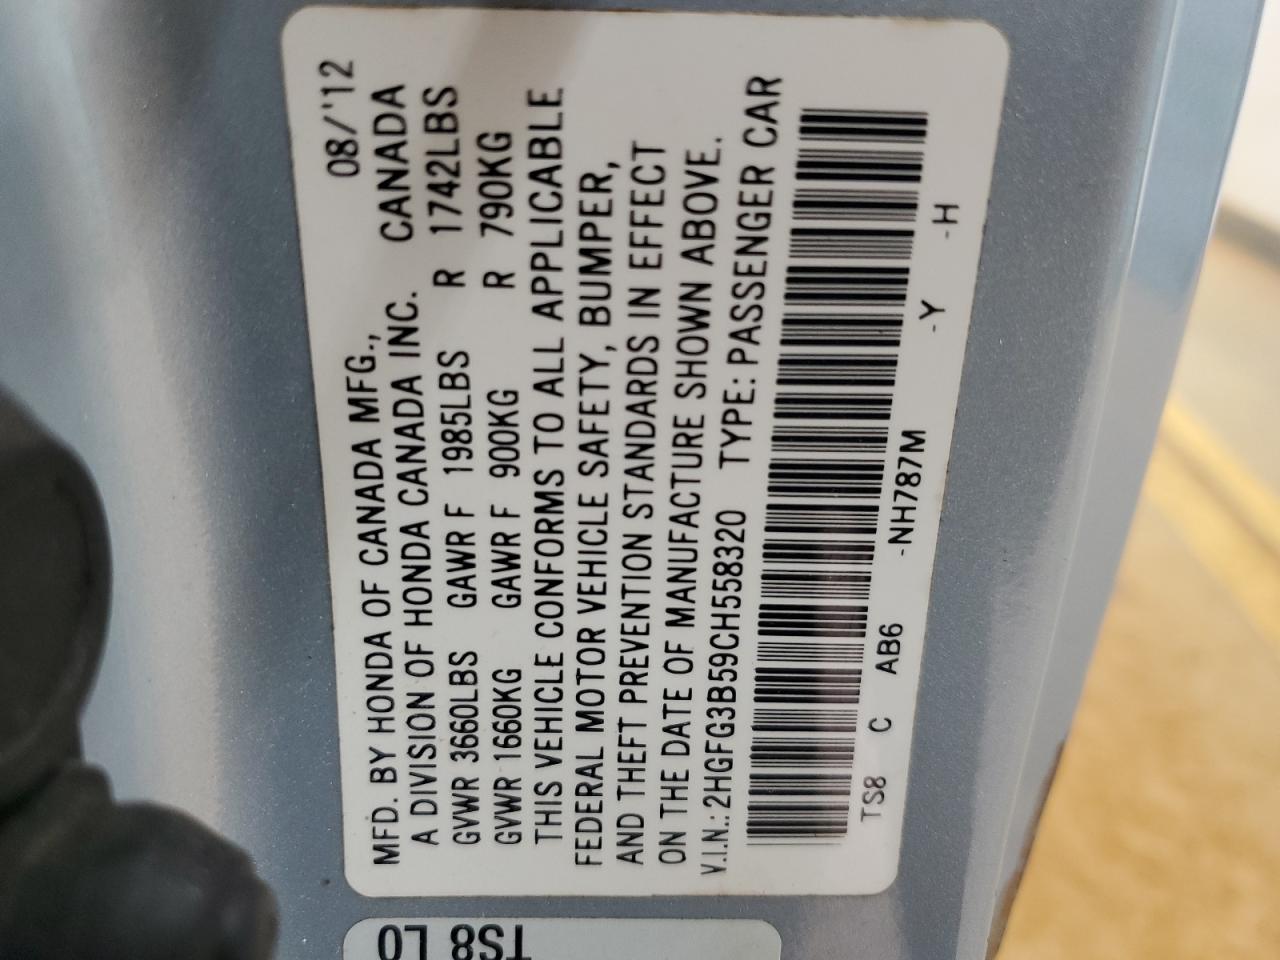 08/'12
MFD. BY HONDA OF CANADA MFG.,
A DIVISION OF HONDA CANADA INC. CANADA
GVWR 3660LBS GAWR F 1985LBS R 1742LBS
GVWR 1660KG GAWR F 900KG R 790KG
THIS VEHICLE CONFORMS TO ALL APPLICABLE
FEDERAL MOTOR VEHICLE SAFETY, BUMPER,
AND THEFT PREVENTION STANDARDS IN EFFECT
ON THE DATE OF MANUFACTURE SHOWN ABOVE.
V.I.N.: 2HGFG3B59CH558320 TYPE: PASSENGER CAR
TS8 C AB6 -NH787M -Y -H
TS8 LO